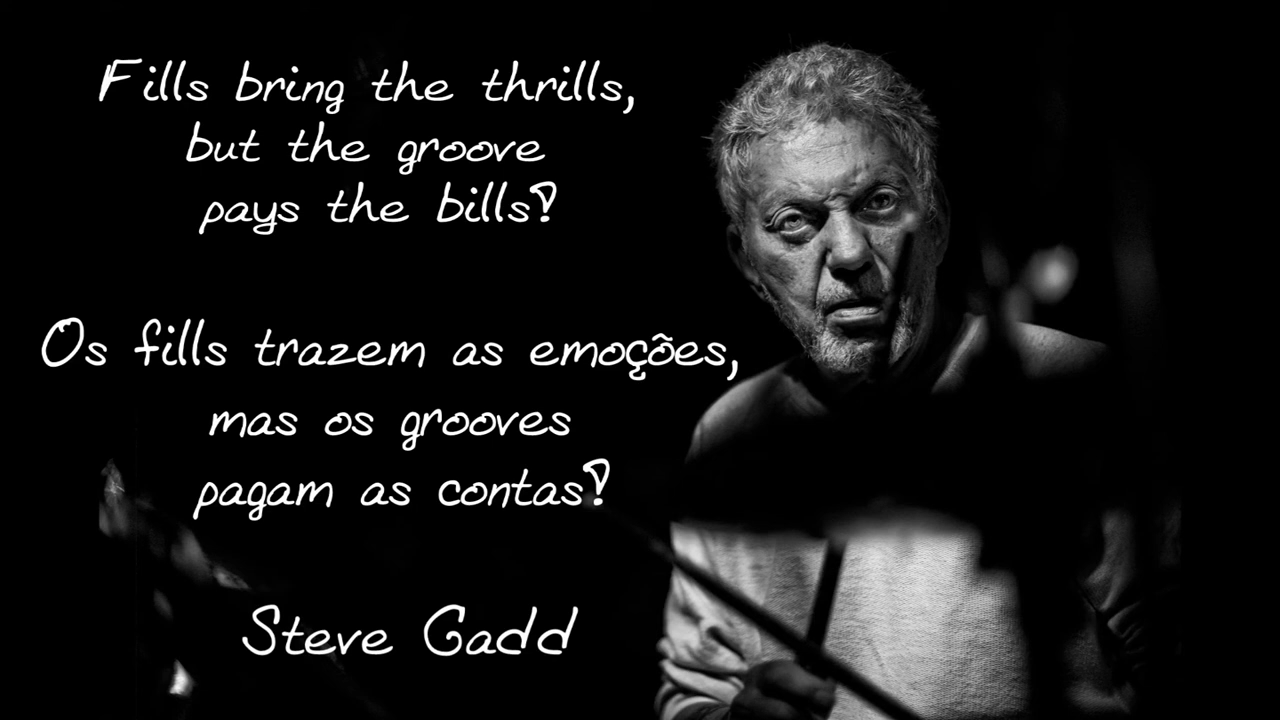 Fills bring the thrills,
but the groove
pays the bills!
Os fills trazem as emoções,
mas os grooves
pagam as contas!
Steve Gadd